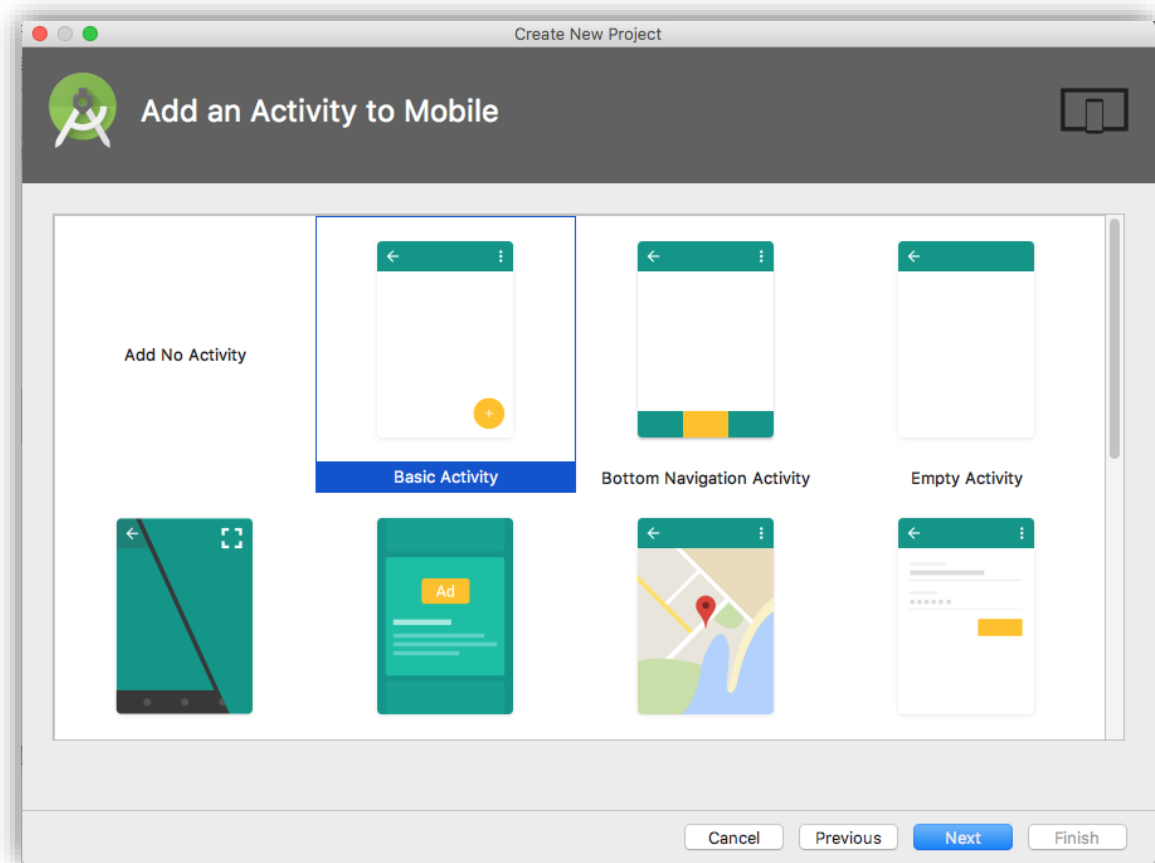 Create New Project
Add an Activity to Mobile
Add No Activity
+
Basic Activity
Bottom Navigation Activity
Empty Activity
Ad
Cancel
Previous
Next
Finish